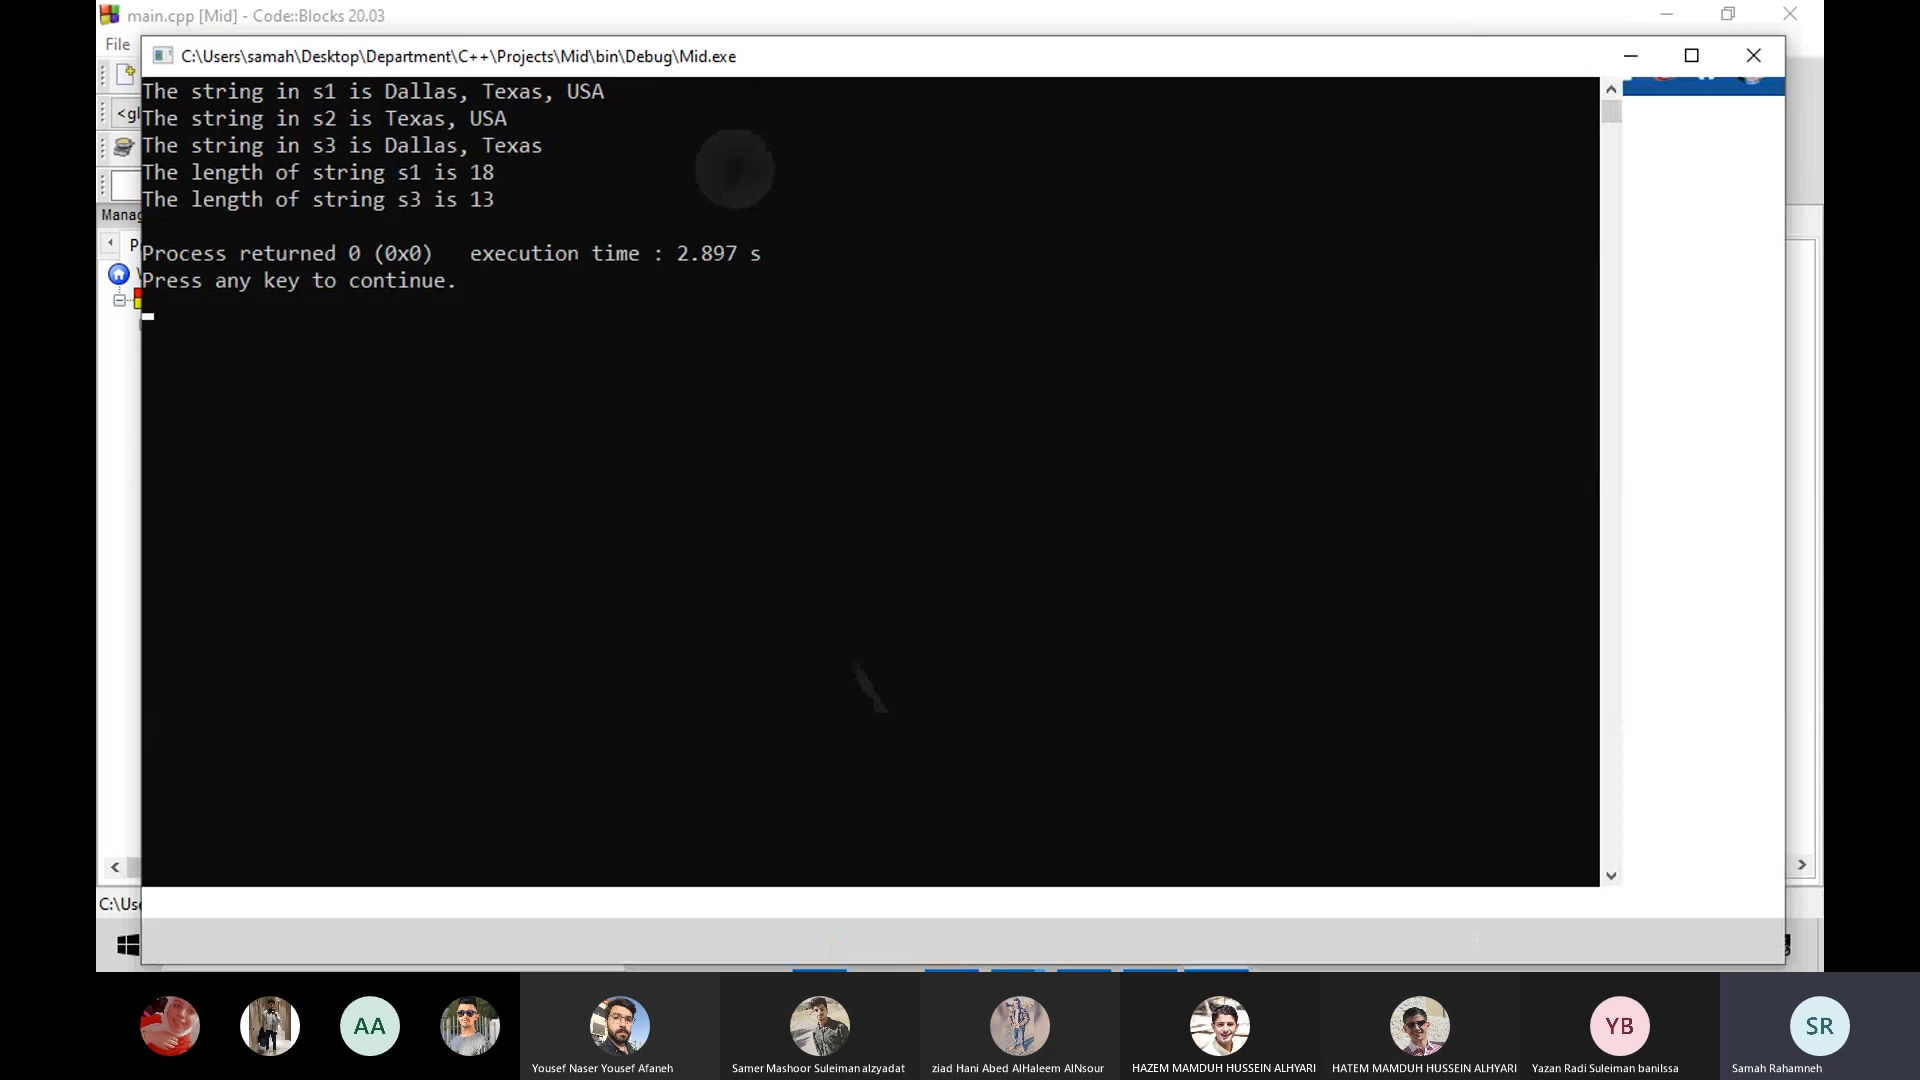 main.cpp [Mid] - Code::Blocks 20.03
File
C:\Users\samah\Desktop\Department\C++\Projects\Mid\bin\Debug\Mid.exe
The string in s1 is Dallas, Texas, USA
The string in s2 is Texas, USA
The string in s3 is Dallas, Texas
The length of string s1 is 18
The length of string s3 is 13
Process returned 0 (0x0) execution time : 2.897 s
Press any key to continue.
AA
YB
SR
Yousef Naser Yousef Afaneh
Samer Mashoor Suleiman alzyadat
ziad Hani Abed AlHaleem AlNsour
HAZEM MAMDUH HUSSEIN ALHYARI
HATEM MAMDUH HUSSEIN ALHYARI
Yazan Radi Suleiman baniIssa
Samah Rahamneh